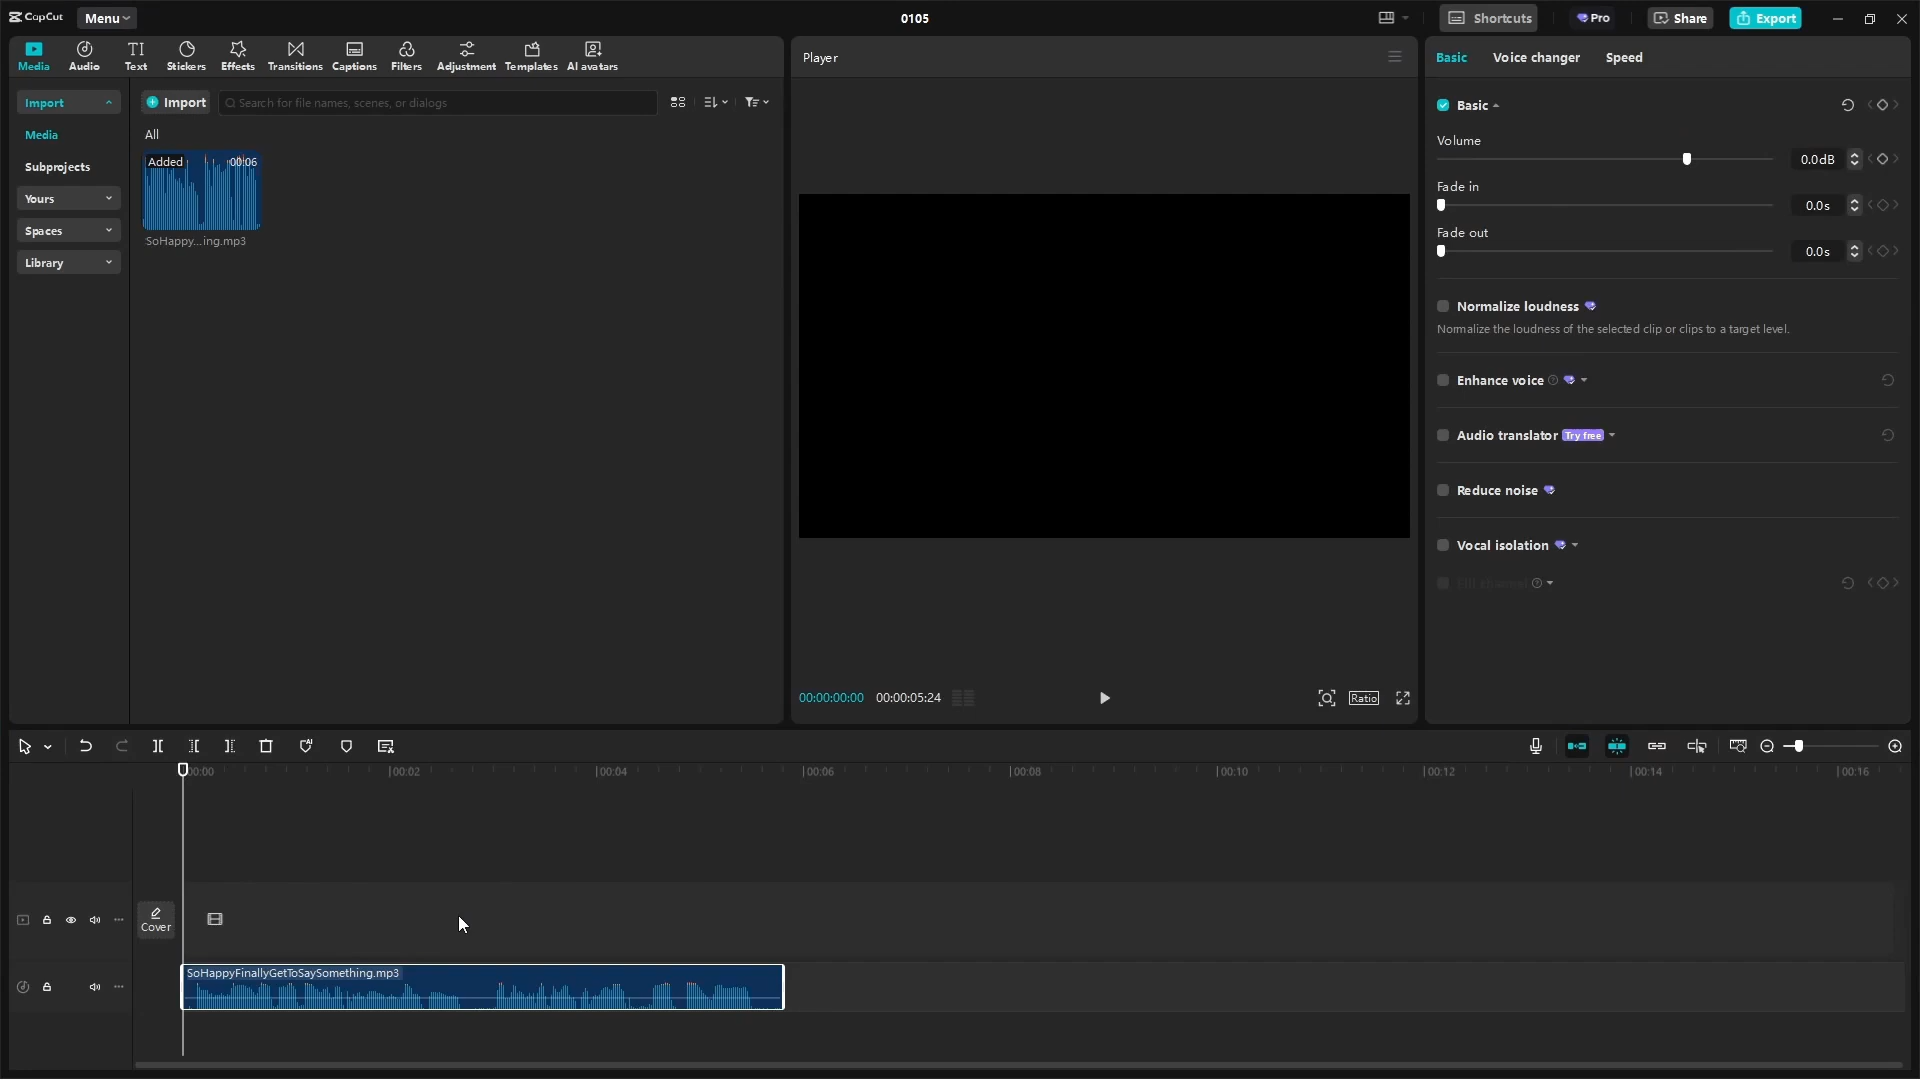 CapCut Menu 0105 Shortcuts Pro Share Export
Media Audio Text Stickers Effects Transitions Captions Filters Adjustment Templates AI avatars
Import
Media
Subprojects
Yours
Spaces
Library
Import Search for file names, scenes, or dialogs
All
Added 00:06
SoHappy...ing.mp3
Player
00:00:00:00 00:00:05:24 Ratio
Basic Voice changer Speed
Basic
Volume
0.0dB
Fade in
0.0s
Fade out
0.0s
Normalize loudness
Normalize the loudness of the selected clip or clips to a target level.
Enhance voice
Audio translator Try free
Reduce noise
Vocal isolation
00:00 00:02 00:04 00:06 00:08 00:10 00:12 00:14 00:16
Cover
SoHappyFinallyGetToSaySomething.mp3